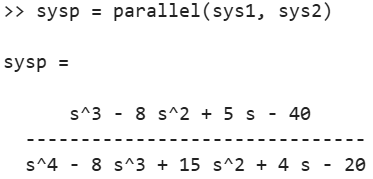 >> sysp = parallel(sys1, sys2)
sysp =
s^3 - 8 s^2 + 5 s - 40
-------------------------------
s^4 - 8 s^3 + 15 s^2 + 4 s - 20